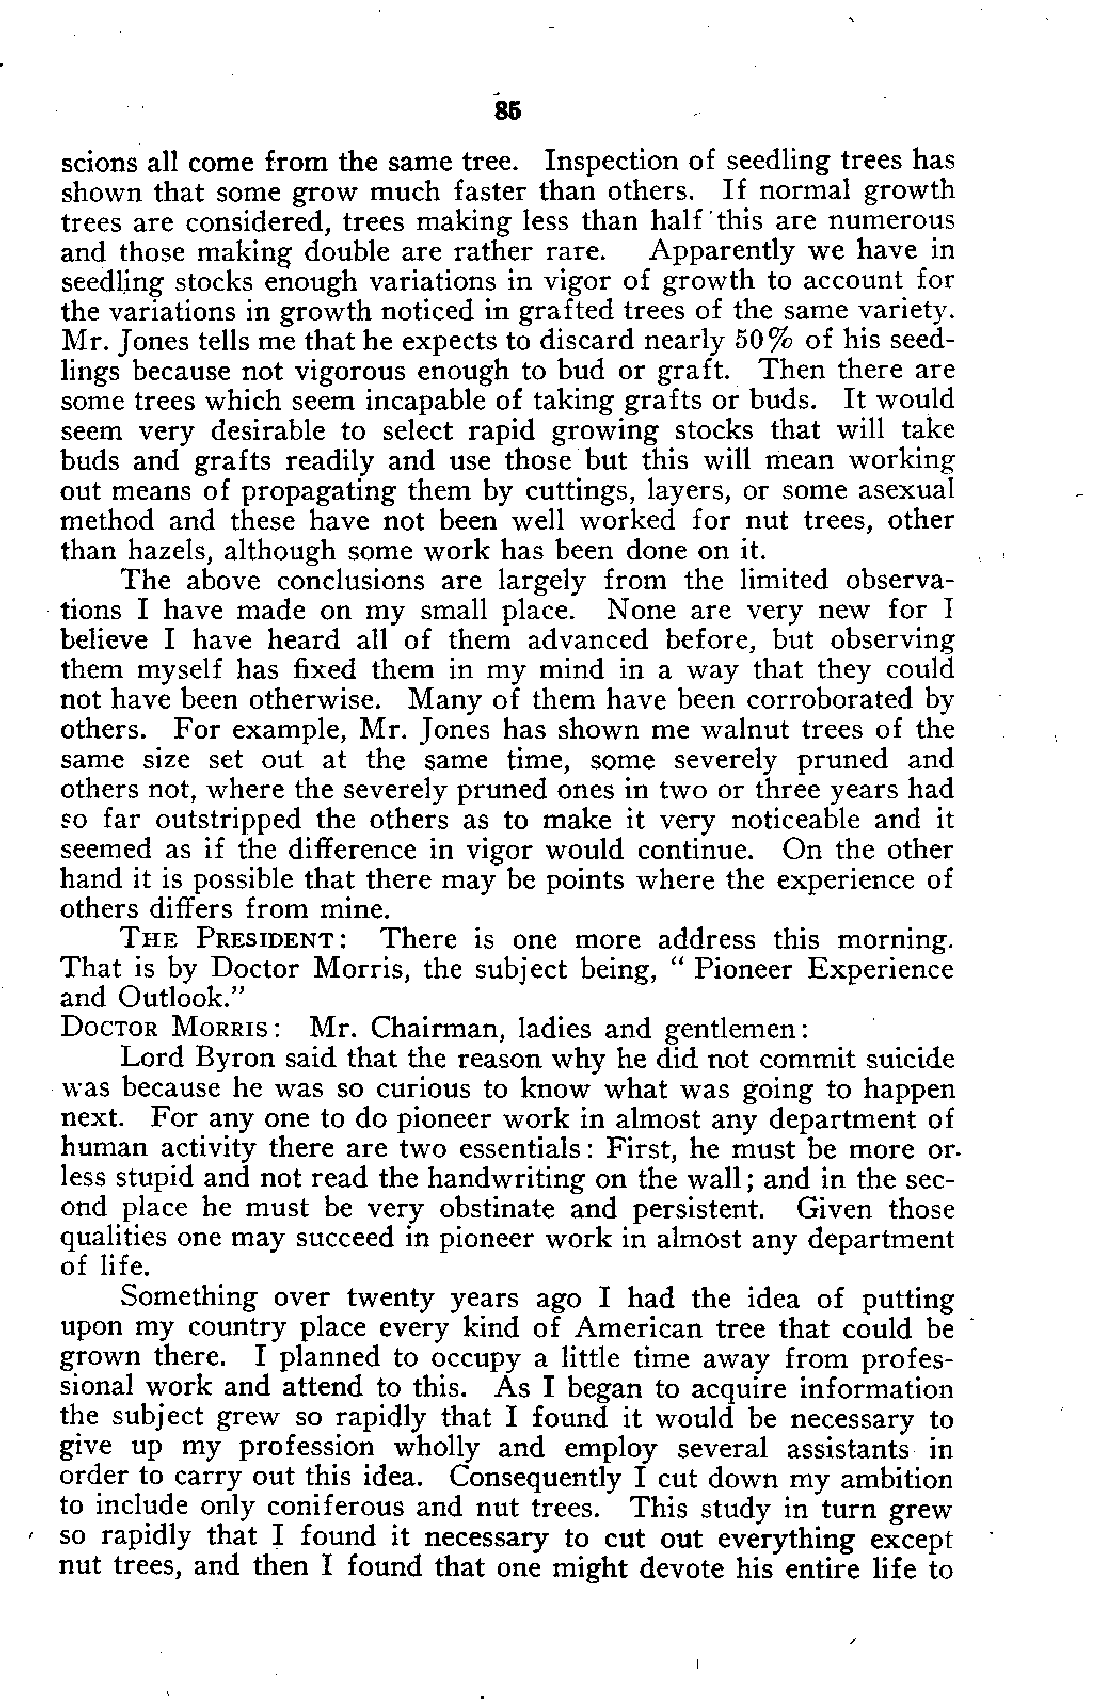 85
scions all come from the same tree. Inspection of seedling trees has
shown that some grow much faster than others. If normal growth
trees are considered, trees making less than half this are numerous
and those making double are rather rare. Apparently we have in
seedling stocks enough variations in vigor of growth to account for
the variations in growth noticed in grafted trees of the same variety.
Mr. Jones tells me that he expects to discard nearly 50% of his seed-
lings because not vigorous enough to bud or graft. Then there are
some trees which seem incapable of taking grafts or buds. It would
seem very desirable to select rapid growing stocks that will take
buds and grafts readily and use those but this will mean working
out means of propagating them by cuttings, layers, or some asexual
method and these have not been well worked for nut trees, other
than hazels, although some work has been done on it.
The above conclusions are largely from the limited observa-
tions I have made on my small place. None are very new for I
believe I have heard all of them advanced before, but observing
them myself has fixed them in my mind in a way that they could
not have been otherwise. Many of them have been corroborated by
others. For example, Mr. Jones has shown me walnut trees of the
same size set out at the same time, some severely pruned and
others not, where the severely pruned ones in two or three years had
so far outstripped the others as to make it very noticeable and it
seemed as if the difference in vigor would continue. On the other
hand it is possible that there may be points where the experience of
others differs from mine.
THE PRESIDENT: There is one more address this morning.
That is by Doctor Morris, the subject being, “ Pioneer Experience
and Outlook.”
DOCTOR MORRIS: Mr. Chairman, ladies and gentlemen:
Lord Byron said that the reason why he did not commit suicide
was because he was so curious to know what was going to happen
next. For any one to do pioneer work in almost any department of
human activity there are two essentials: First, he must be more or
less stupid and not read the handwriting on the wall; and in the sec-
ond place he must be very obstinate and persistent. Given those
qualities one may succeed in pioneer work in almost any department
of life.
Something over twenty years ago I had the idea of putting
upon my country place every kind of American tree that could be
grown there. I planned to occupy a little time away from profes-
sional work and attend to this. As I began to acquire information
the subject grew so rapidly that I found it would be necessary to
give up my profession wholly and employ several assistants in
order to carry out this idea. Consequently I cut down my ambition
to include only coniferous and nut trees. This study in turn grew
so rapidly that I found it necessary to cut out everything except
nut trees, and then I found that one might devote his entire life to